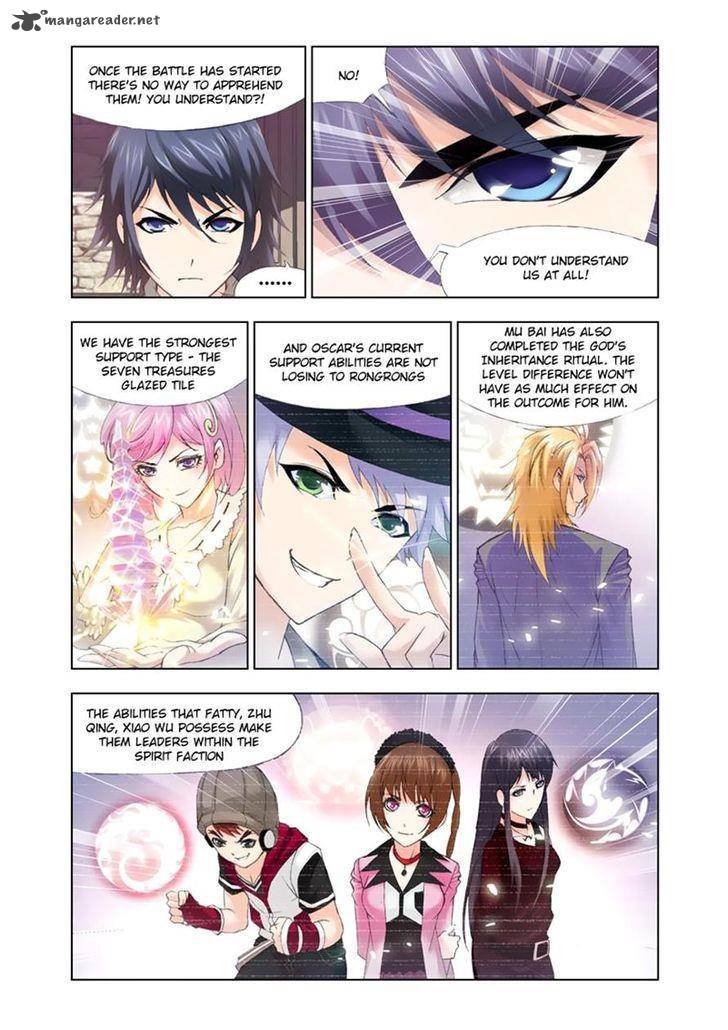 mangareader.net
ONCE THE BATTLE HAS STARTED
THERE'S NO WAY TO APPREHEND
THEM! YOU UNDERSTAND?!
......
NO!
YOU DON'T UNDERSTAND
US AT ALL!
WE HAVE THE STRONGEST
SUPPORT TYPE - THE
SEVEN TREASURES
GLAZED TILE
AND OSCAR'S CURRENT
SUPPORT ABILITIES ARE NOT
LOSING TO RONGRONGS
MU BAI HAS ALSO
COMPLETED THE GOD'S
INHERITANCE RITUAL. THE
LEVEL DIFFERENCE WON'T
HAVE AS MUCH EFFECT ON
THE OUTCOME FOR HIM.
THE ABILITIES THAT FATTY, ZHU
QING, XIAO WU POSSESS MAKE
THEM LEADERS WITHIN THE
SPIRIT FACTION